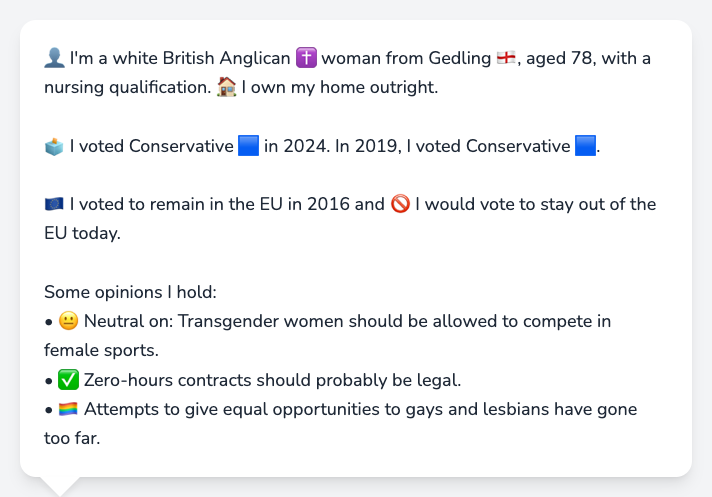 👤 I'm a white British Anglican ✝️ woman from Gedling 🏴󠁧󠁢󠁥󠁮󠁧󠁿, aged 78, with a
nursing qualification. 🏠 I own my home outright.
🗳️ I voted Conservative 🟦 in 2024. In 2019, I voted Conservative 🟦.
🇪🇺 I voted to remain in the EU in 2016 and 🚫 I would vote to stay out of the
EU today.
Some opinions I hold:
• 😐 Neutral on: Transgender women should be allowed to compete in
female sports.
• ✅ Zero-hours contracts should probably be legal.
• 🏳️‍🌈 Attempts to give equal opportunities to gays and lesbians have gone
too far.